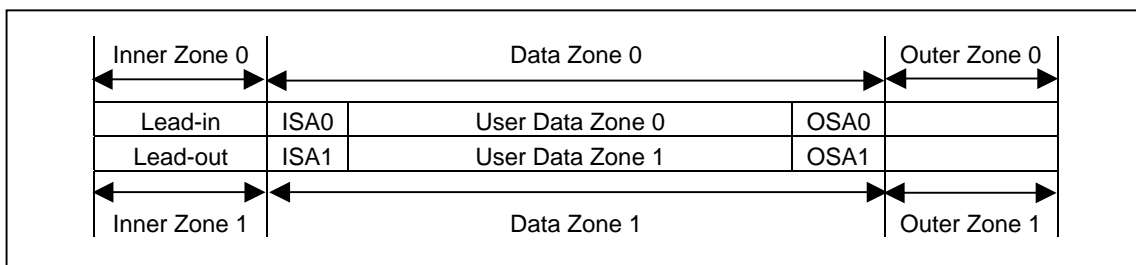 Inner Zone 0 Data Zone 0 Outer Zone 0
Lead-in ISA0 User Data Zone 0 OSA0
Lead-out ISA1 User Data Zone 1 OSA1
Inner Zone 1 Data Zone 1 Outer Zone 1